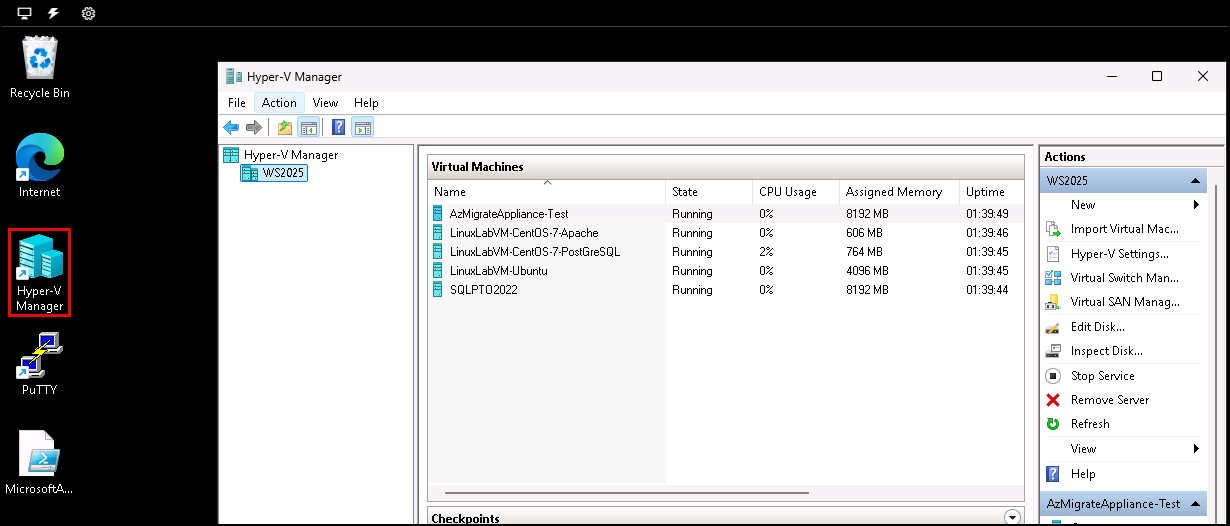 Recycle Bin
Internet
Hyper-V
Manager
PuTTY
MicrosoftA...
Hyper-V Manager
File Action View Help
Hyper-V Manager
WS2025
Virtual Machines
Name State CPU Usage Assigned Memory Uptime
AzMigrateAppliance-Test Running 0% 8192 MB 01:39:49
LinuxLabVM-CentOS-7-Apache Running 0% 606 MB 01:39:46
LinuxLabVM-CentOS-7-PostGreSQL Running 2% 764 MB 01:39:45
LinuxLabVM-Ubuntu Running 0% 4096 MB 01:39:45
SQLPTO2022 Running 0% 8192 MB 01:39:44
Checkpoints
Actions
WS2025
New
Import Virtual Mac...
Hyper-V Settings...
Virtual Switch Man...
Virtual SAN Manag...
Edit Disk...
Inspect Disk...
Stop Service
Remove Server
Refresh
View
Help
AzMigrateAppliance-Test